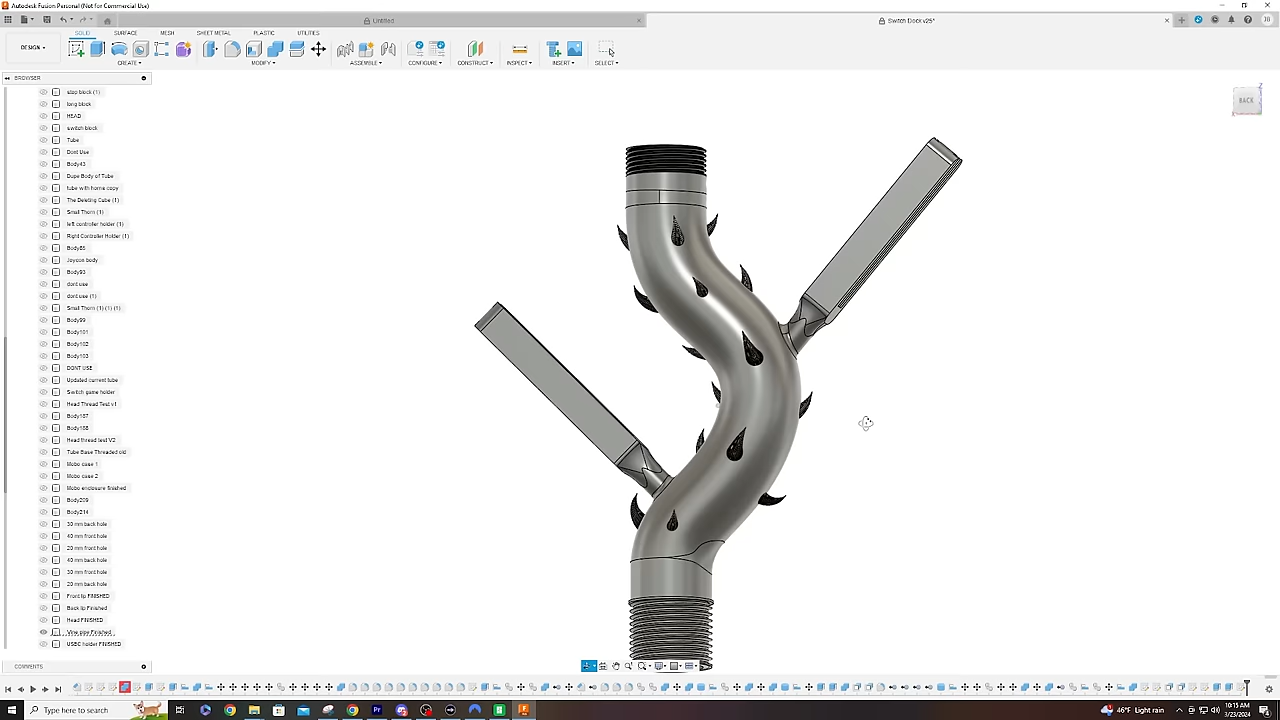 Autodesk Fusion Personal (Not for Commercial Use)
Untitled
Switch Dock v25*
SOLID SURFACE MESH SHEET METAL PLASTIC UTILITIES
DESIGN
CREATE MODIFY ASSEMBLE CONFIGURE CONSTRUCT INSPECT INSERT SELECT
BROWSER
BACK
stop block (1)
long block
HEAD
switch block
Tube
Dont Use
Body43
Dupe Body of Tube
tube with horns copy
The Deleting Cube (1)
Small Thorn (1)
left controller holder (1)
Right Controller Holder (1)
Body85
Joycon body
Body93
dont use
dont use (1)
Small Thorn (1) (1) (1)
Body99
Body101
Body102
Body103
DONT USE
Updated current tube
Switch game holder
Head Thread Test v1
Body187
Body188
Head thread test V2
Tube Base Threaded old
Mobo case 1
Mobo case 2
Mobo enclosure finished
Body209
Body214
30 mm back hole
40 mm front hole
20 mm front hole
40 mm back hole
30 mm front hole
20 mm back hole
Front lip FINISHED
Back lip Finished
Head FINISHED
Vine pipe Finished
USBC holder FINISHED
COMMENTS
Type here to search
46°F Light rain
10:15 AM
3/23/2024